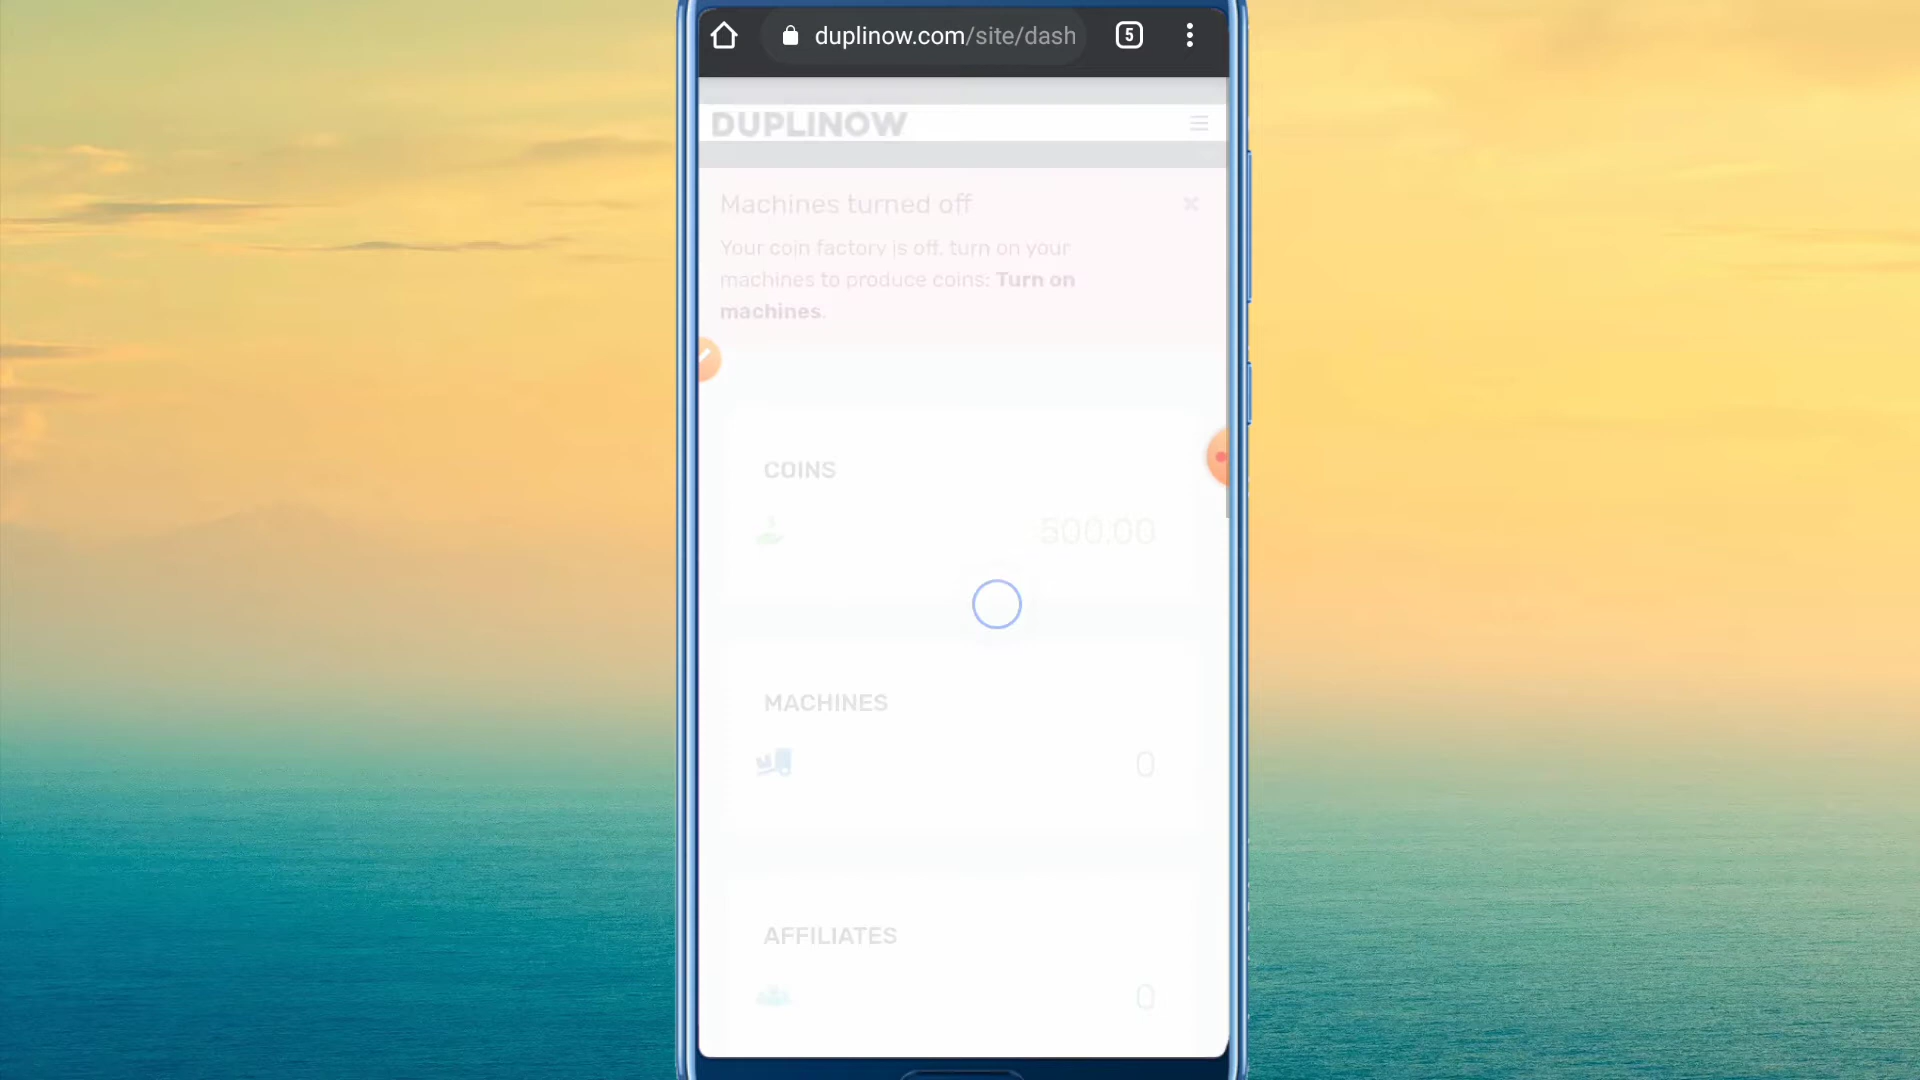 duplinow.com/site/dash
5
DUPLINOW
Machines turned off
Your coin factory is off, turn on your
machines to produce coins: Turn on
machines.
COINS
500.00
MACHINES
0
AFFILIATES
0